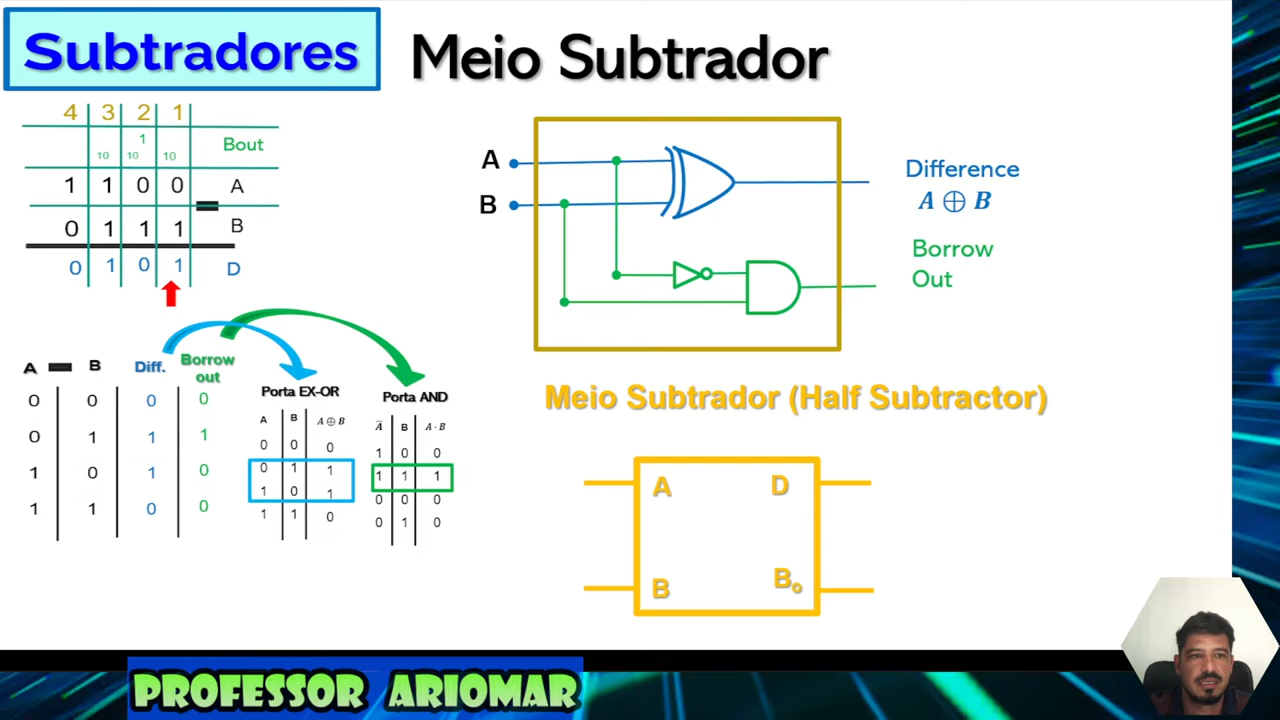 Subtradores
Meio Subtrador
4 3 2 1
1
10 10 10 Bout
1 1 0 0 A
0 1 1 1 B
0 1 0 1 D
A B Diff. Borrow out
0 0 0 0
0 1 1 1
1 0 1 0
1 1 0 0
Porta EX-OR
A B A ⊕ B
0 0 0
0 1 1
1 0 1
1 1 0
Porta AND
A̅ B A · B
1 0 0
1 1 1
0 0 0
0 1 0
A
B
Difference
A ⊕ B
Borrow
Out
Meio Subtrador (Half Subtractor)
A D
B Bₒ
PROFESSOR ARIOMAR